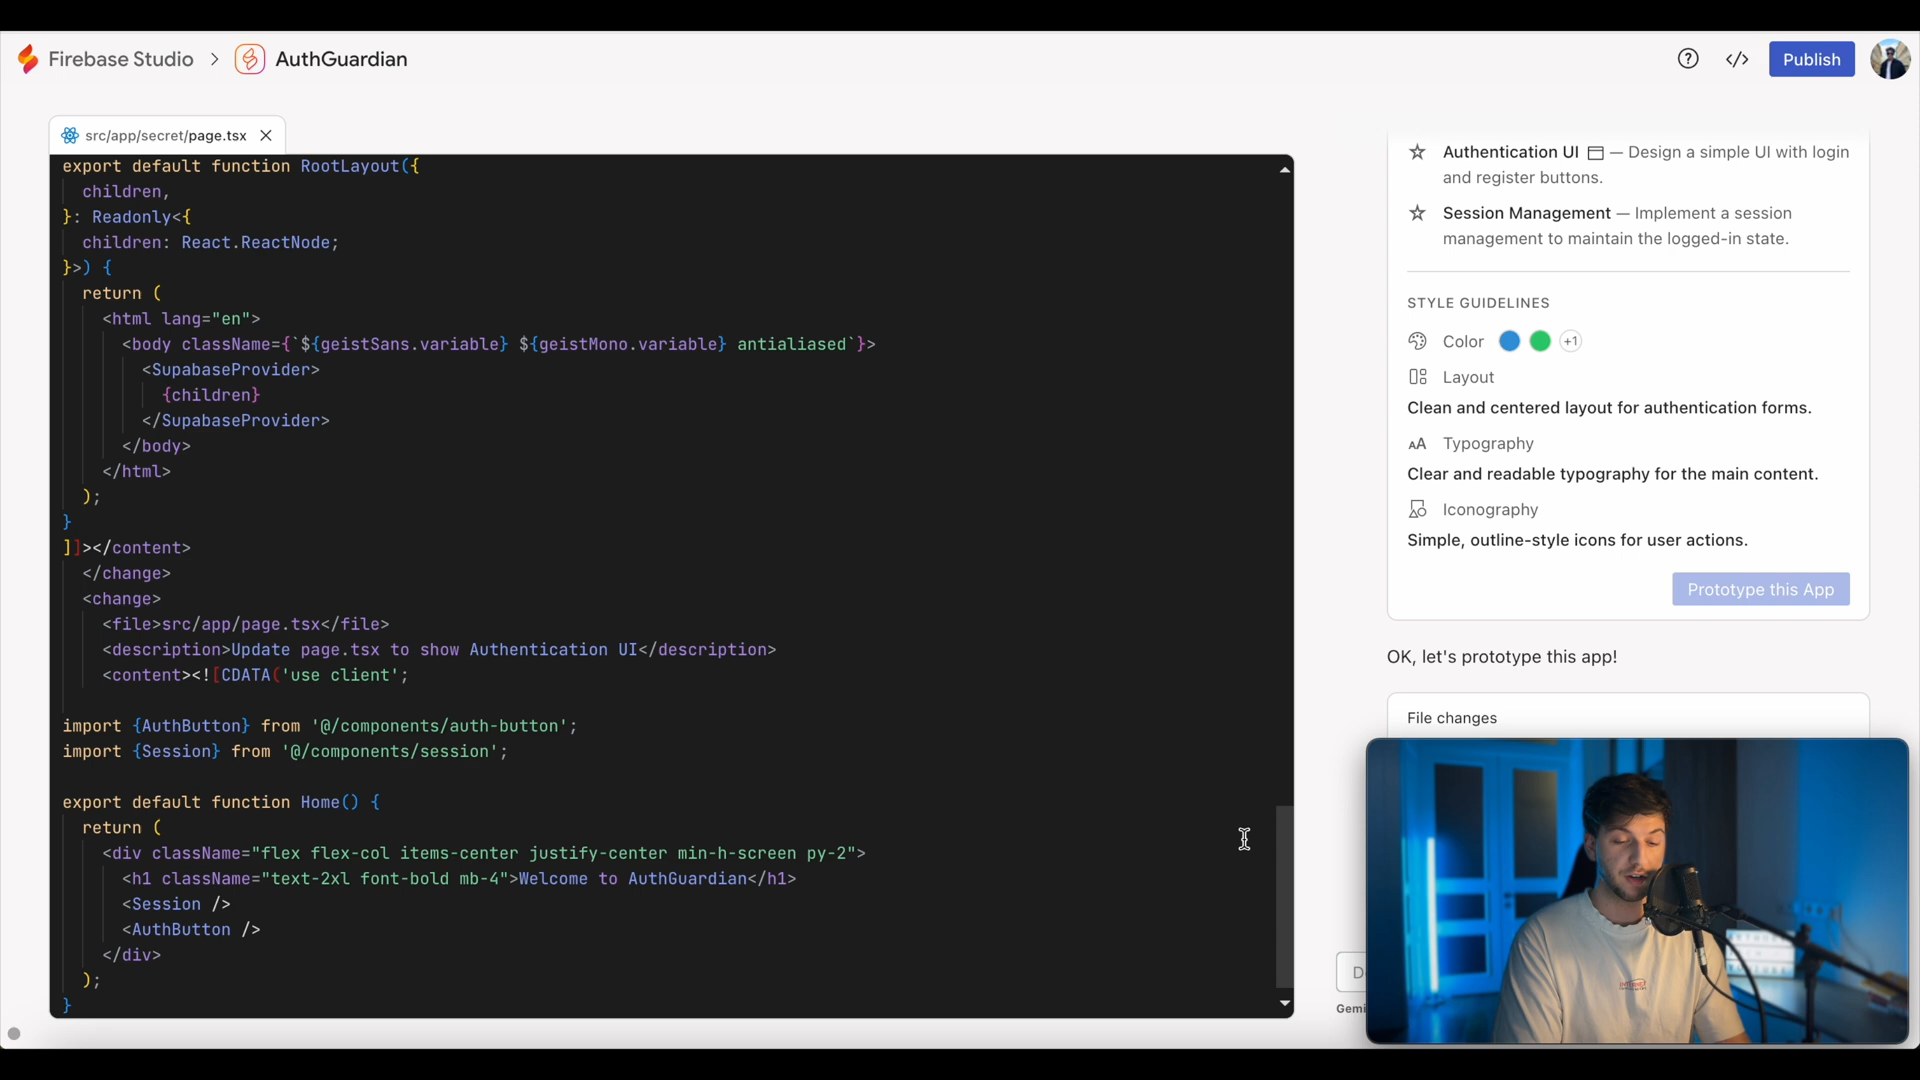 Firebase Studio > AuthGuardian
</> Publish
src/app/secret/page.tsx
export default function RootLayout({
children,
}: Readonly<{
children: React.ReactNode;
}>) {
return (
<html lang="en">
<body className={`${geistSans.variable} ${geistMono.variable} antialiased`}>
<SupabaseProvider>
{children}
</SupabaseProvider>
</body>
</html>
);
}
]]></content>
</change>
<change>
<file>src/app/page.tsx</file>
<description>Update page.tsx to show Authentication UI</description>
<content><![CDATA('use client';
import {AuthButton} from '@/components/auth-button';
import {Session} from '@/components/session';
export default function Home() {
return (
<div className="flex flex-col items-center justify-center min-h-screen py-2">
<h1 className="text-2xl font-bold mb-4">Welcome to AuthGuardian</h1>
<Session />
<AuthButton />
</div>
);
}
Authentication UI — Design a simple UI with login
and register buttons.
Session Management — Implement a session
management to maintain the logged-in state.
STYLE GUIDELINES
Color +1
Layout
Clean and centered layout for authentication forms.
AA Typography
Clear and readable typography for the main content.
Iconography
Simple, outline-style icons for user actions.
Prototype this App
OK, let's prototype this app!
File changes
Gemi